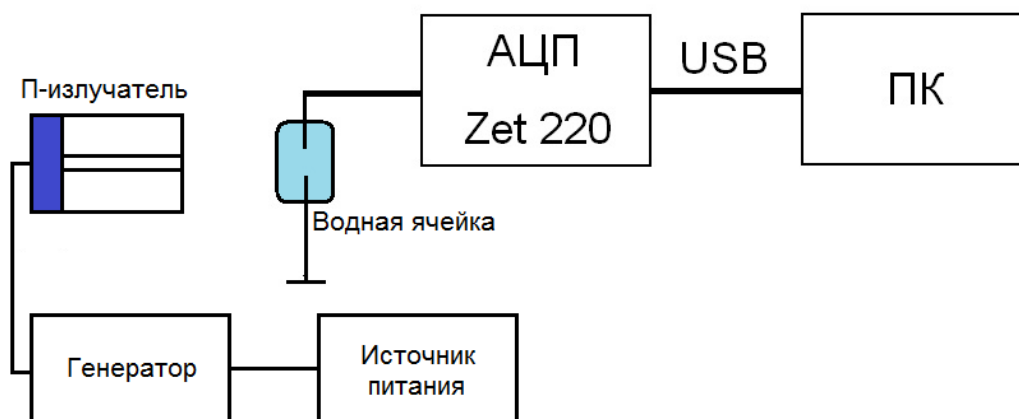 П-излучатель
АЦП
Zet 220
USB
ПК
Водная ячейка
Генератор
Источник
питания